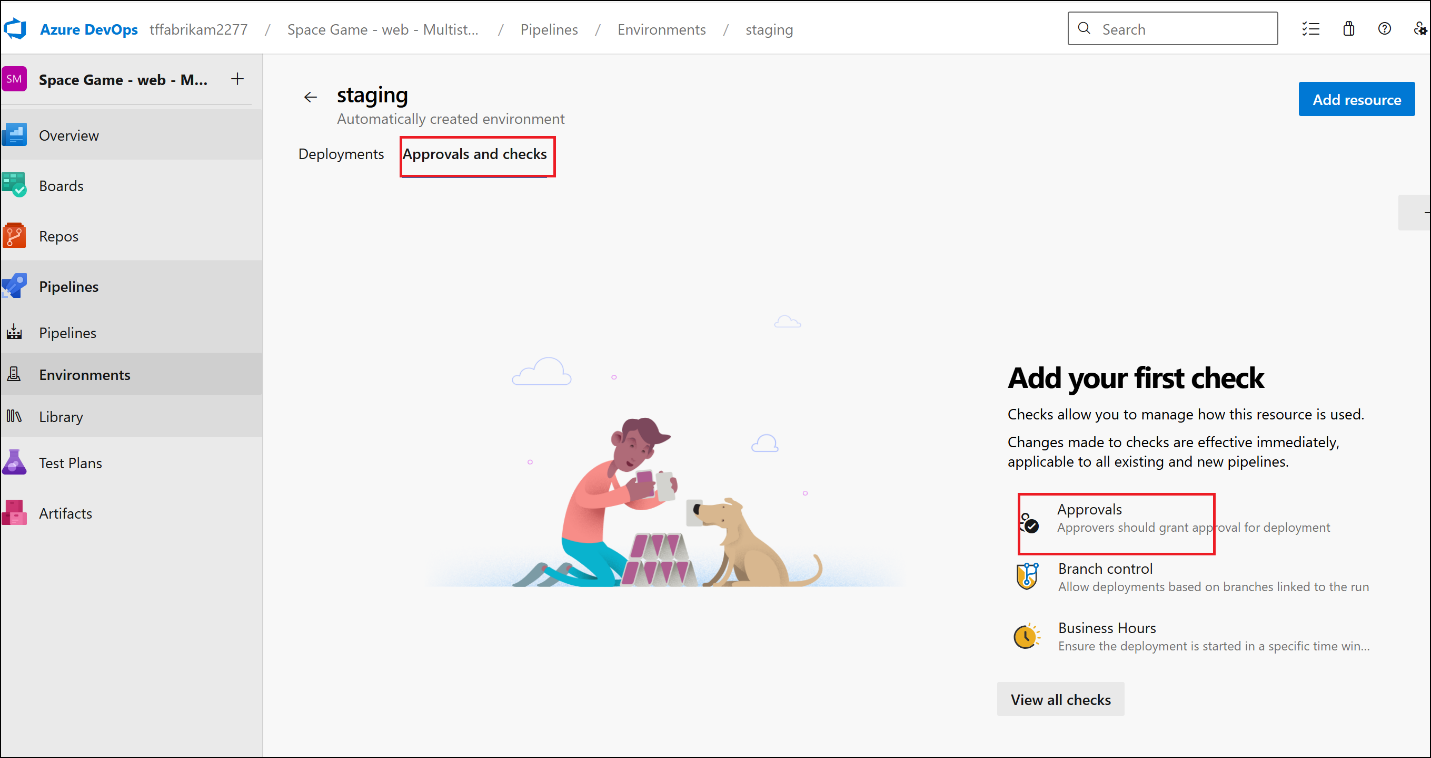 Azure DevOps tffabrikam2277 / Space Game - web - Multist... / Pipelines / Environments / staging
Search
SM Space Game - web - M... +
staging
Add resource
Automatically created environment
Deployments Approvals and checks
Overview
Boards
Repos
Pipelines
Pipelines
Environments
Library
Test Plans
Artifacts
Add your first check
Checks allow you to manage how this resource is used.
Changes made to checks are effective immediately,
applicable to all existing and new pipelines.
Approvals
Approvers should grant approval for deployment
Branch control
Allow deployments based on branches linked to the run
Business Hours
Ensure the deployment is started in a specific time win...
View all checks